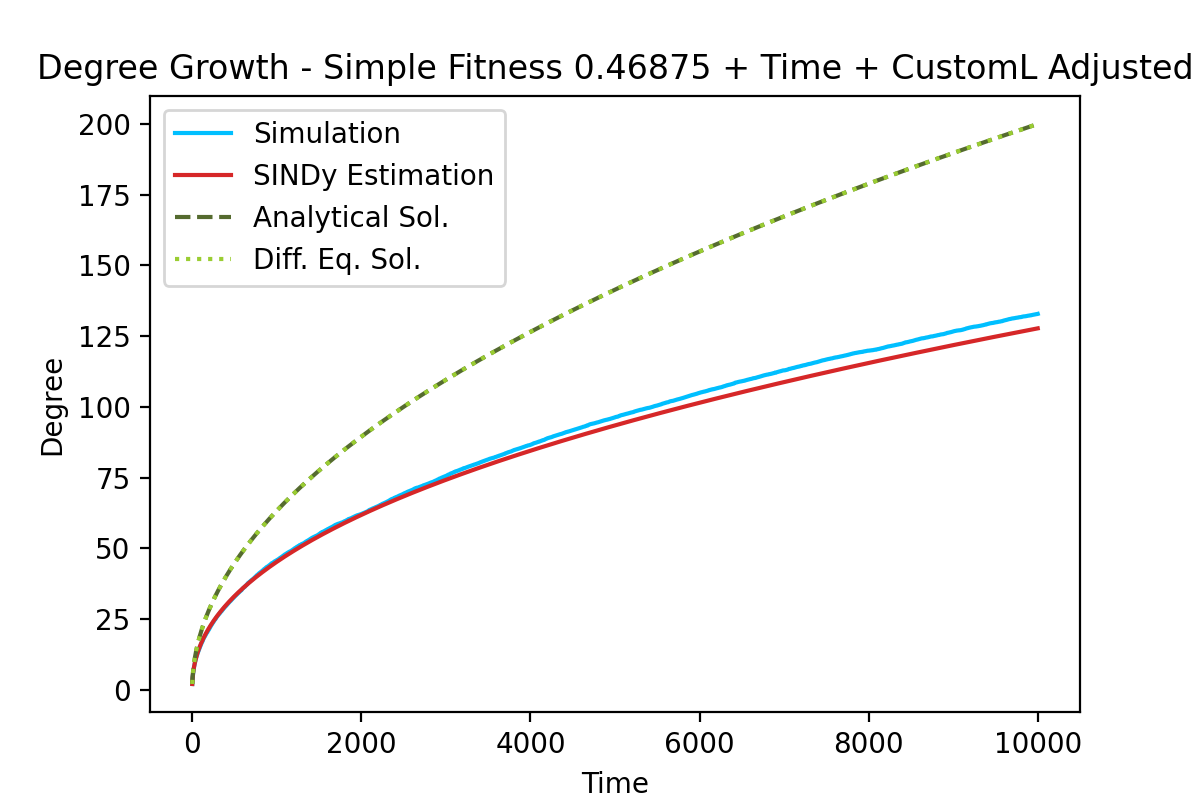 Degree Growth - Simple Fitness 0.46875 + Time + CustomL Adjusted
Simulation
SINDy Estimation
Analytical Sol.
Diff. Eq. Sol.
200
175
150
125
100
75
50
25
0
Degree
0 2000 4000 6000 8000 10000
Time